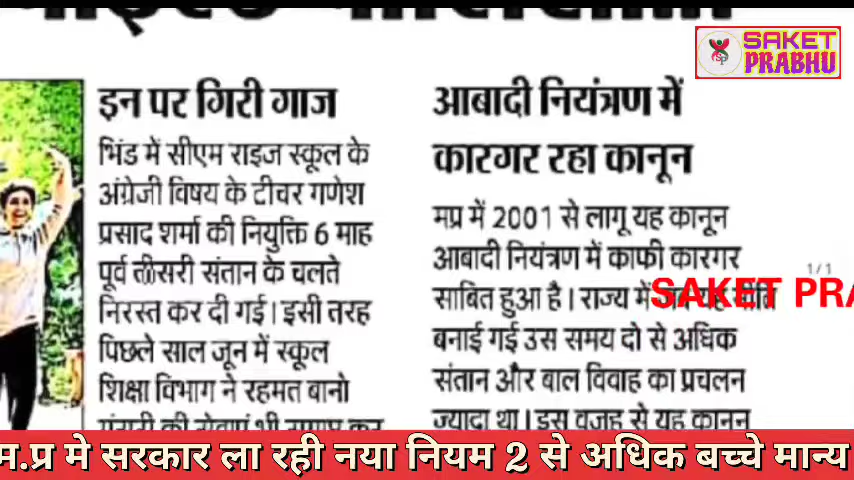 SAKET
PRABHU
इन पर गिरी गाज
भिंड में सीएम राइज स्कूल के
अंग्रेजी विषय के टीचर गणेश
प्रसाद शर्मा की नियुक्ति 6 माह
पूर्व तीसरी संतान के चलते
निरस्त कर दी गई। इसी तरह
पिछले साल जून में स्कूल
शिक्षा विभाग ने रहमत बानो
आबादी नियंत्रण में
कारगर रहा कानून
मप्र में 2001 से लागू यह कानून
आबादी नियंत्रण में काफी कारगर
साबित हुआ है। राज्य में
बनाई गई उस समय दो से अधिक
संतान और बाल विवाह का प्रचलन
ज्यादा था। इस वजह से यह कानून
1/1
SAKET PRA
म.प्र मे सरकार ला रही नया नियम 2 से अधिक बच्चे मान्य